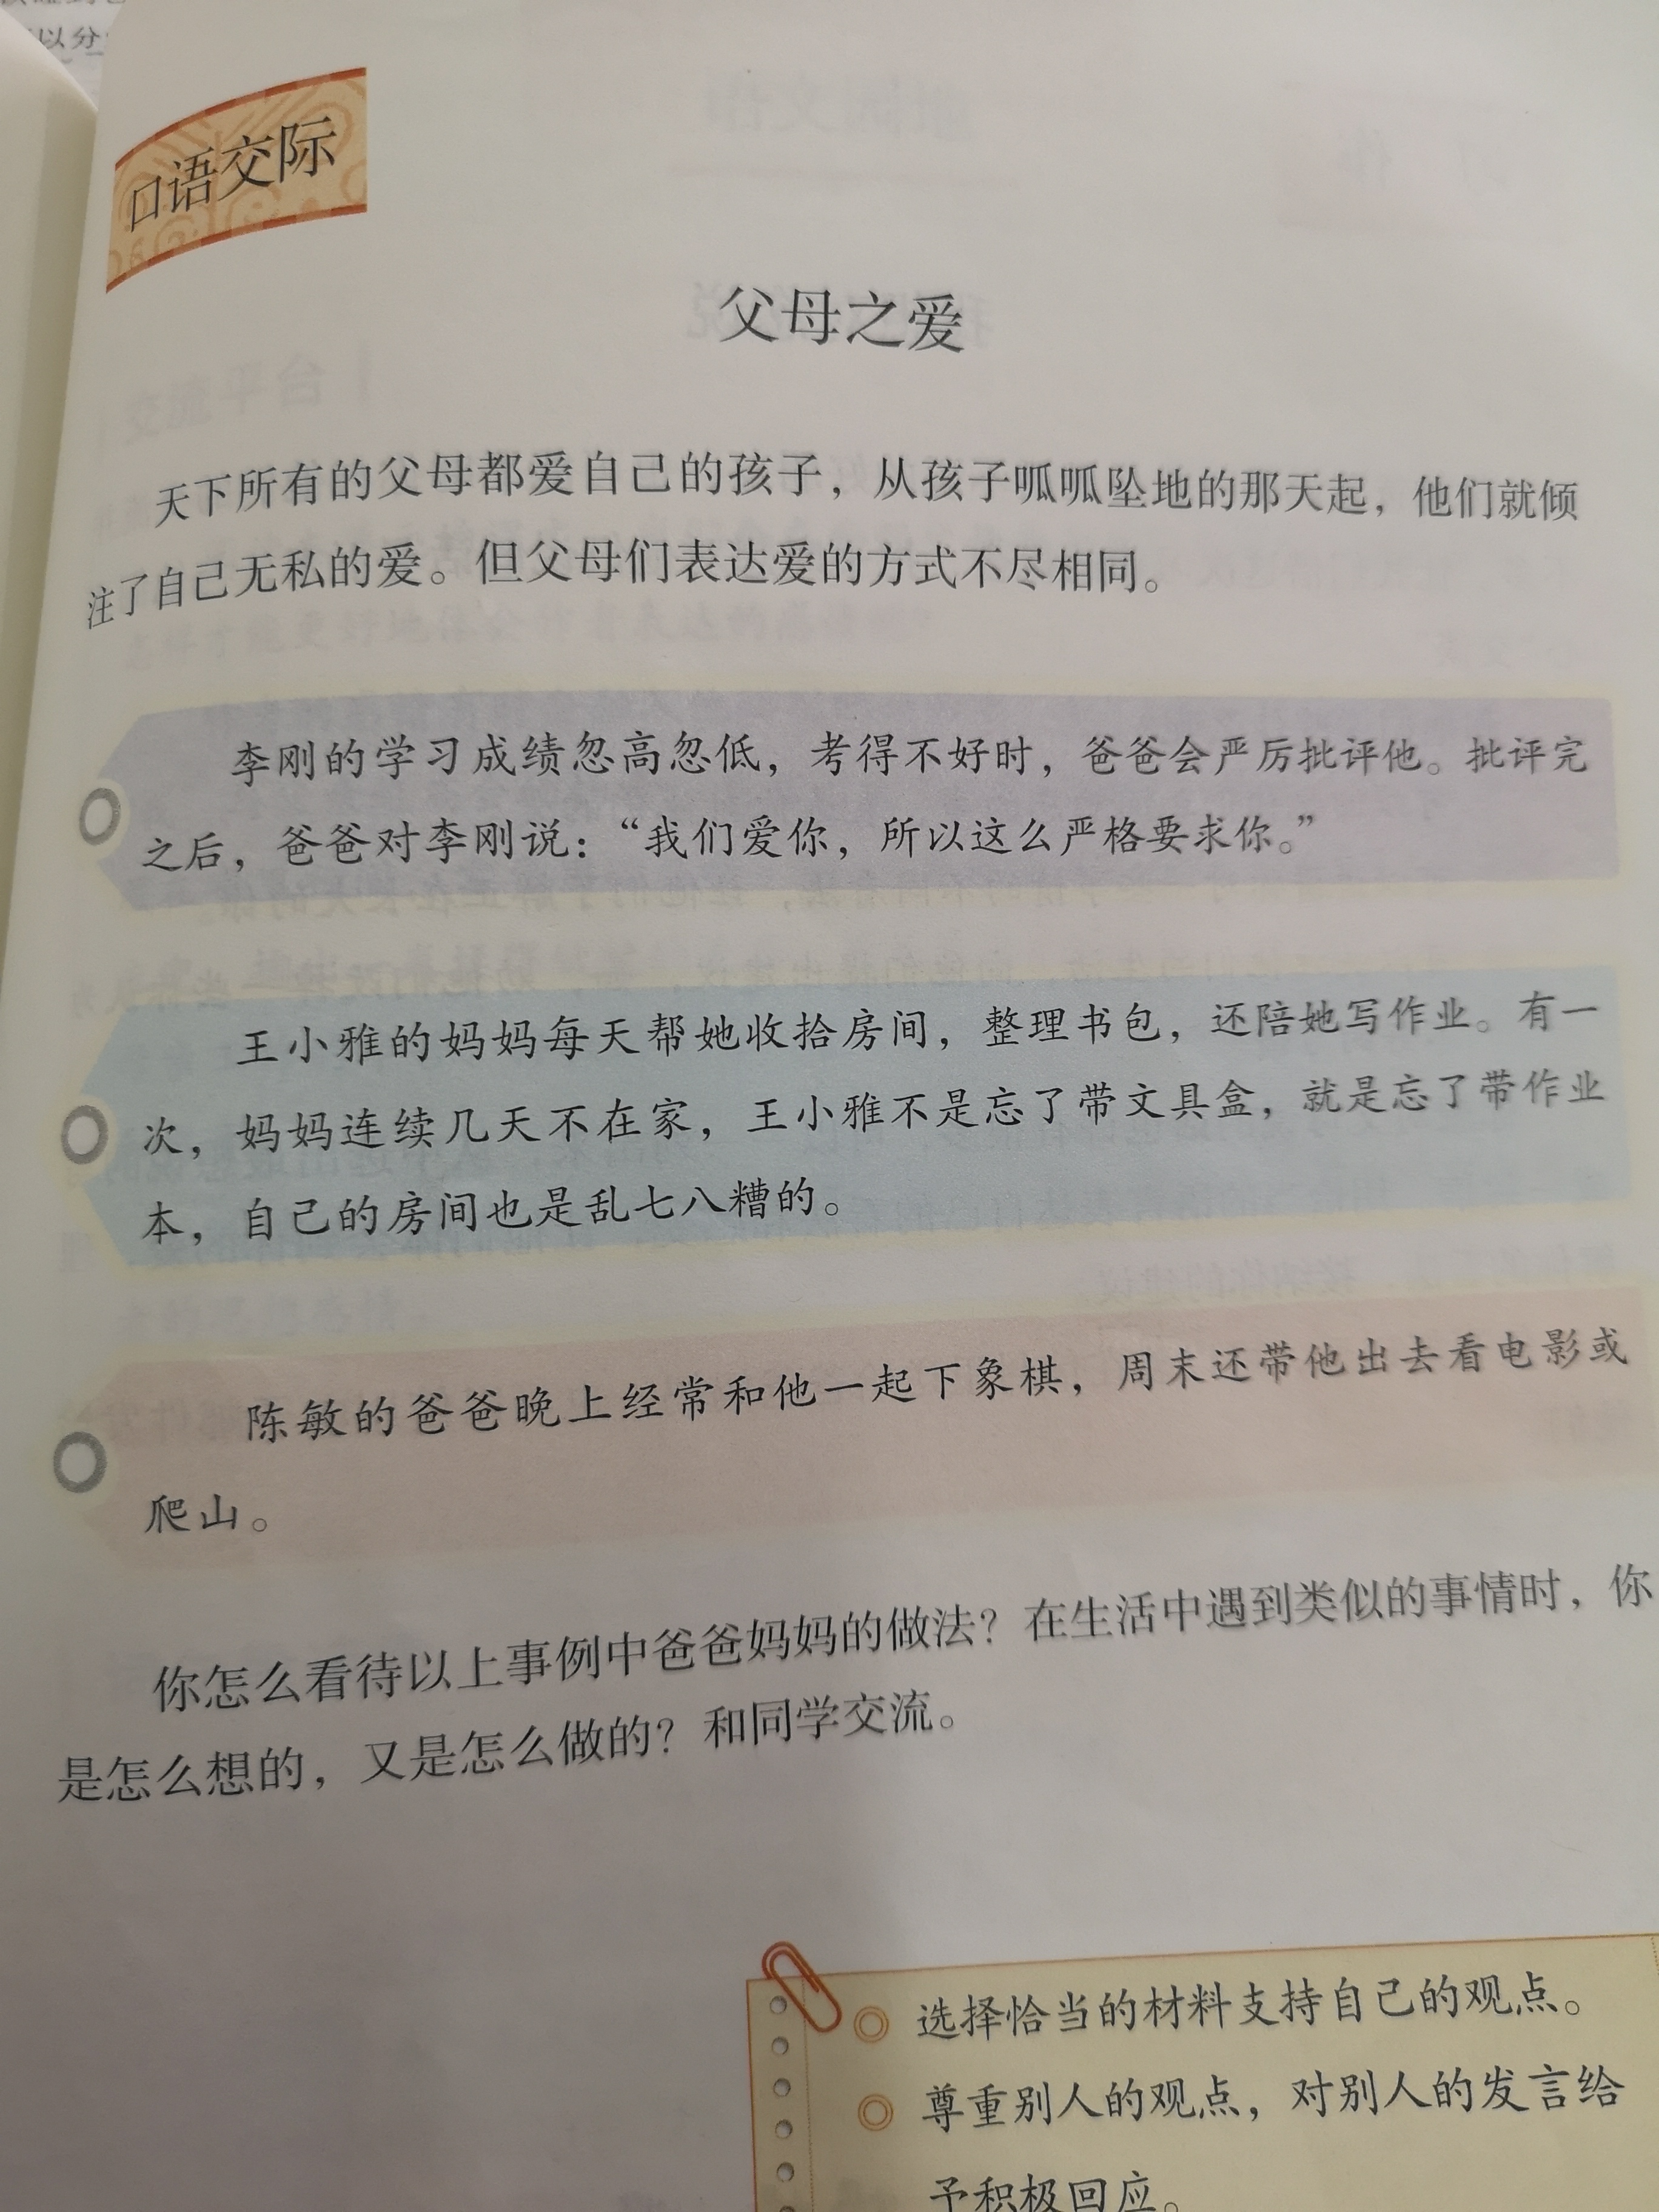 以分
口语交际
父母之爱
天下所有的父母都爱自己的孩子，从孩子呱呱坠地的那天起，他们就倾
注了自己无私的爱。但父母们表达爱的方式不尽相同。
李刚的学习成绩忽高忽低，考得不好时，爸爸会严厉批评他。批评完
之后，爸爸对李刚说：“我们爱你，所以这么严格要求你。”
王小雅的妈妈每天帮她收拾房间，整理书包，还陪她写作业。有一
次，妈妈连续几天不在家，王小雅不是忘了带文具盒，就是忘了带作业
本，自己的房间也是乱七八糟的。
陈敏的爸爸晚上经常和他一起下象棋，周末还带他出去看电影或
爬山。
你怎么看待以上事例中爸爸妈妈的做法？在生活中遇到类似的事情时，你
是怎么想的，又是怎么做的？和同学交流。
选择恰当的材料支持自己的观点。
尊重别人的观点，对别人的发言给
予积极回应。